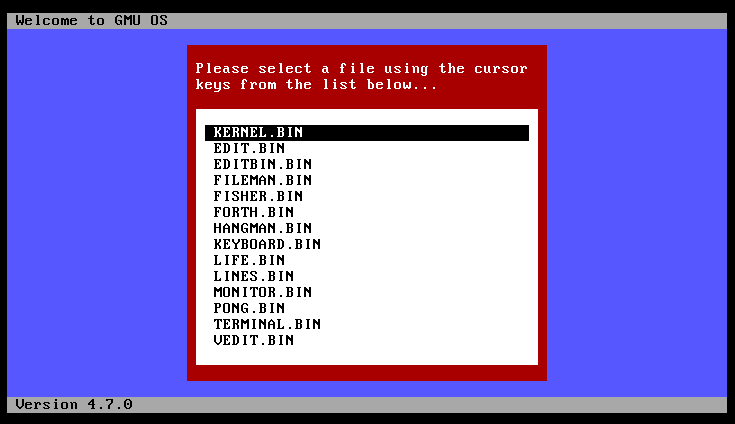 Welcome to GMU OS
Please select a file using the cursor
keys from the list below...
KERNEL.BIN
EDIT.BIN
EDITBIN.BIN
FILEMAN.BIN
FISHER.BIN
FORTH.BIN
HANGMAN.BIN
KEYBOARD.BIN
LIFE.BIN
LINES.BIN
MONITOR.BIN
PONG.BIN
TERMINAL.BIN
VEDIT.BIN
Version 4.7.0